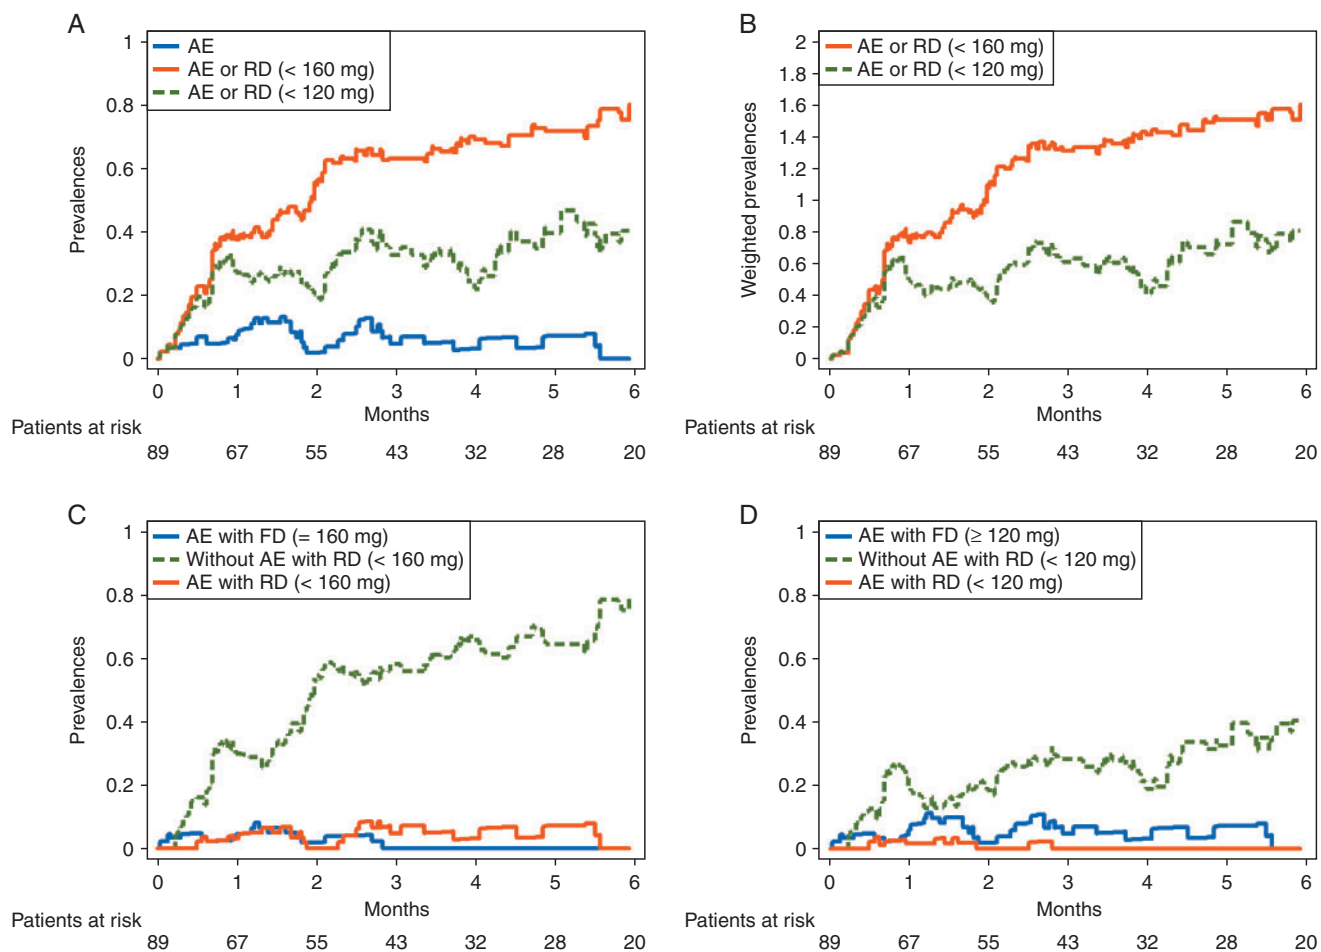 A
AE
AE or RD (< 160 mg)
AE or RD (< 120 mg)
Prevalences
1
0.8
0.6
0.4
0.2
0
0 1 2 3 4 5 6
Months
Patients at risk
89 67 55 43 32 28 20
B
AE or RD (< 160 mg)
AE or RD (< 120 mg)
Weighted prevalences
2
1.8
1.6
1.4
1.2
1
0.8
0.6
0.4
0.2
0
0 1 2 3 4 5 6
Months
Patients at risk
89 67 55 43 32 28 20
C
AE with FD (= 160 mg)
Without AE with RD (< 160 mg)
AE with RD (< 160 mg)
Prevalences
1
0.8
0.6
0.4
0.2
0
0 1 2 3 4 5 6
Months
Patients at risk
89 67 55 43 32 28 20
D
AE with FD (≥ 120 mg)
Without AE with RD (< 120 mg)
AE with RD (< 120 mg)
Prevalences
1
0.8
0.6
0.4
0.2
0
0 1 2 3 4 5 6
Months
Patients at risk
89 67 55 43 32 28 20